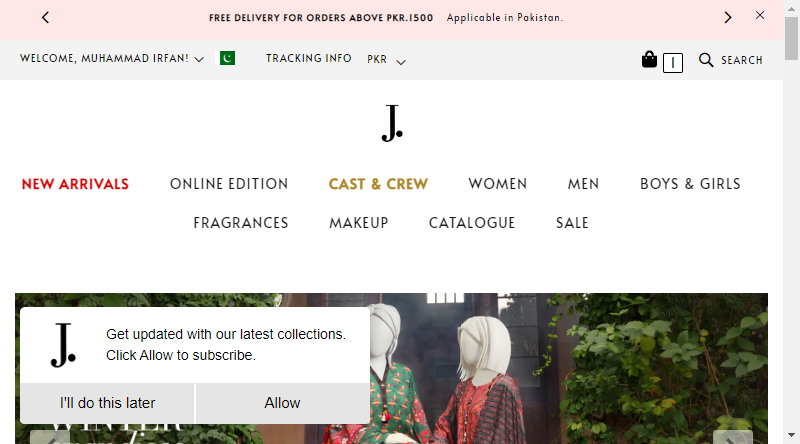 FREE DELIVERY FOR ORDERS ABOVE PKR.1500 Applicable in Pakistan.
WELCOME, MUHAMMAD IRFAN! TRACKING INFO PKR SEARCH
J.
NEW ARRIVALS ONLINE EDITION CAST & CREW WOMEN MEN BOYS & GIRLS
FRAGRANCES MAKEUP CATALOGUE SALE
J.
Get updated with our latest collections.
Click Allow to subscribe.
I'll do this later Allow
WINTER